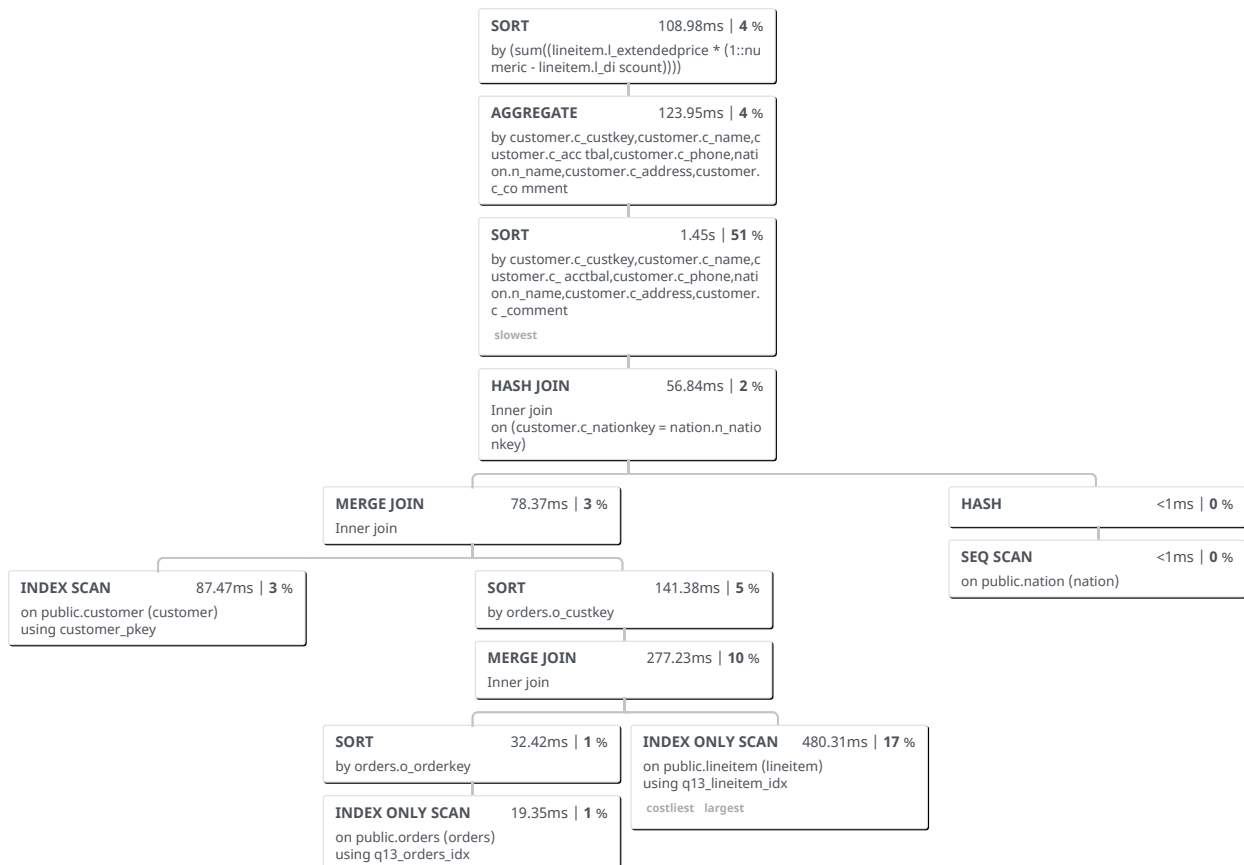 SORT 108.98ms | 4 %
by (sum((lineitem.l_extendedprice * (1::nu
meric - lineitem.l_di scount))))
AGGREGATE 123.95ms | 4 %
by customer.c_custkey,customer.c_name,c
ustomer.c_acc tbal,customer.c_phone,nati
on.n_name,customer.c_address,customer.
c_co mment
SORT 1.45s | 51 %
by customer.c_custkey,customer.c_name,c
ustomer.c_ acctbal,customer.c_phone,nati
on.n_name,customer.c_address,customer.
c _comment
slowest
HASH JOIN 56.84ms | 2 %
Inner join
on (customer.c_nationkey = nation.n_natio
nkey)
MERGE JOIN 78.37ms | 3 %
Inner join
HASH <1ms | 0 %
SEQ SCAN <1ms | 0 %
on public.nation (nation)
INDEX SCAN 87.47ms | 3 %
on public.customer (customer)
using customer_pkey
SORT 141.38ms | 5 %
by orders.o_custkey
MERGE JOIN 277.23ms | 10 %
Inner join
SORT 32.42ms | 1 %
by orders.o_orderkey
INDEX ONLY SCAN 480.31ms | 17 %
on public.lineitem (lineitem)
using q13_lineitem_idx
costliest largest
INDEX ONLY SCAN 19.35ms | 1 %
on public.orders (orders)
using q13_orders_idx